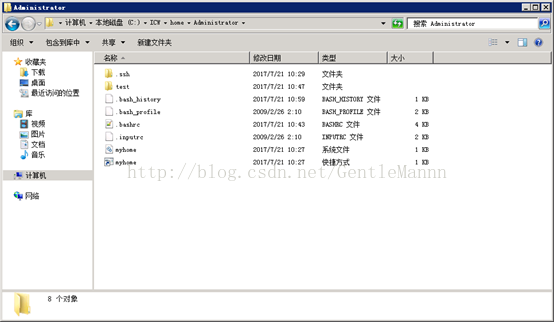 Administrator
计算机 本地磁盘 (C:) ICW home Administrator
搜索 Administrator
组织 包含到库中 共享 新建文件夹
名称 修改日期 类型 大小
收藏夹
下载
桌面
最近访问的位置
库
视频
图片
文档
音乐
计算机
网络
.ssh 2017/7/21 10:29 文件夹
text 2017/7/21 10:47 文件夹
.bash_history 2017/7/21 10:59 BASH_HISTORY 文件 1 KB
.bash_profile 2009/2/26 2:10 BASH_PROFILE 文件 1 KB
.bashrc 2017/7/21 10:43 BASHRC 文件 4 KB
.inputrc 2009/2/26 2:10 INPUTRC 文件 1 KB
myhome 2017/7/21 10:27 系统文件 1 KB
myhome 2017/7/21 10:27 快捷方式 1 KB
http://blog.csdn.net/GentleMannn
8 个对象